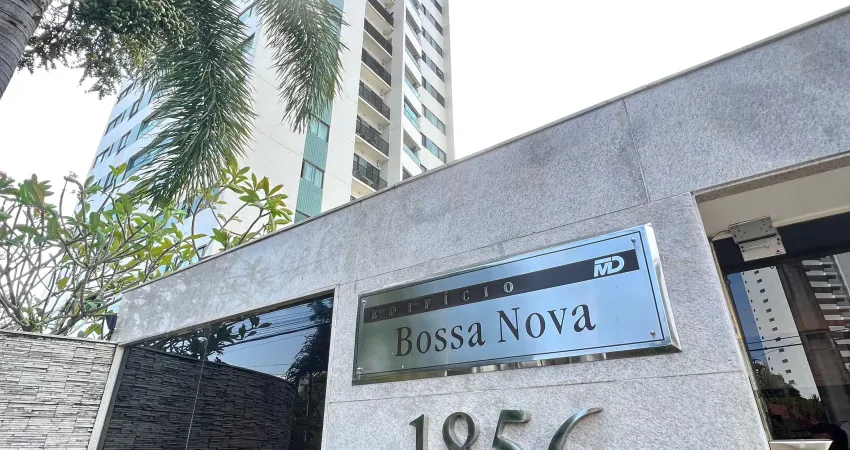 EDIFÍCIO
MD
Bossa Nova
1856